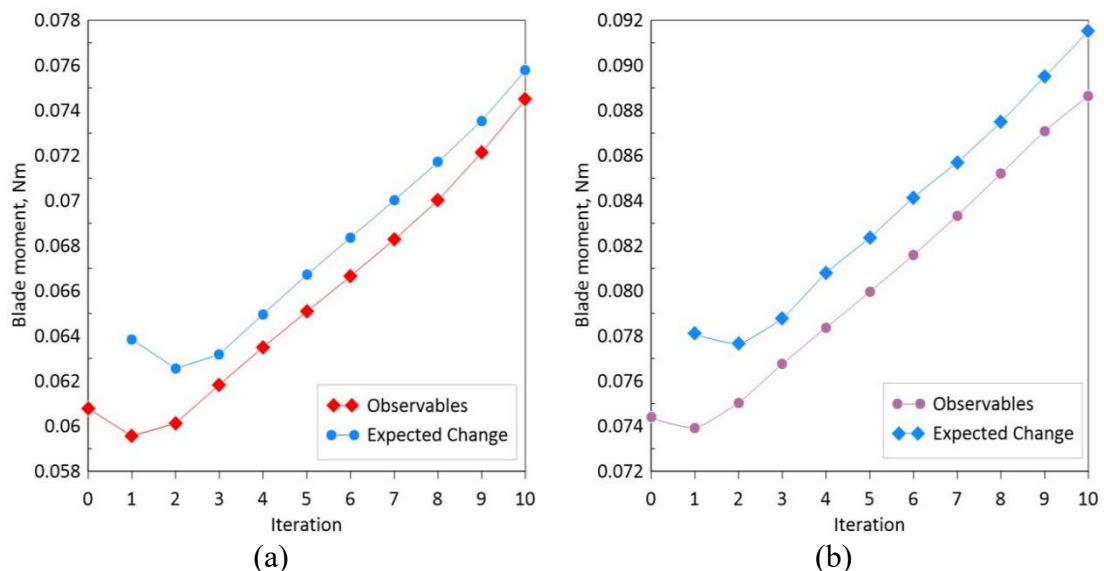 0.078
0.076
0.074
0.072
0.07
0.068
0.066
0.064
0.062
0.06
0.058
Blade moment, Nm
Observables
Expected Change
0 1 2 3 4 5 6 7 8 9 10
Iteration
(a)
0.092
0.090
0.088
0.086
0.084
0.082
0.080
0.078
0.076
0.074
0.072
Blade moment, Nm
Observables
Expected Change
0 1 2 3 4 5 6 7 8 9 10
Iteration
(b)